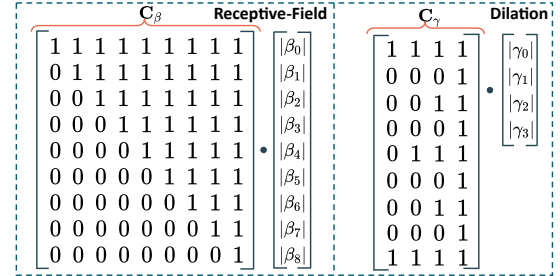 C_β Receptive-Field
1 1 1 1 1 1 1 1 1 |β_0|
0 1 1 1 1 1 1 1 1 |β_1|
0 0 1 1 1 1 1 1 1 |β_2|
0 0 0 1 1 1 1 1 1 |β_3|
0 0 0 0 1 1 1 1 1 • |β_4|
0 0 0 0 0 1 1 1 1 |β_5|
0 0 0 0 0 0 1 1 1 |β_6|
0 0 0 0 0 0 0 1 1 |β_7|
0 0 0 0 0 0 0 0 1 |β_8|
C_γ Dilation
1 1 1 1 |γ_0|
0 0 0 1 |γ_1|
0 0 1 1 • |γ_2|
0 0 0 1 |γ_3|
0 1 1 1
0 0 0 1
0 0 1 1
0 0 0 1
1 1 1 1